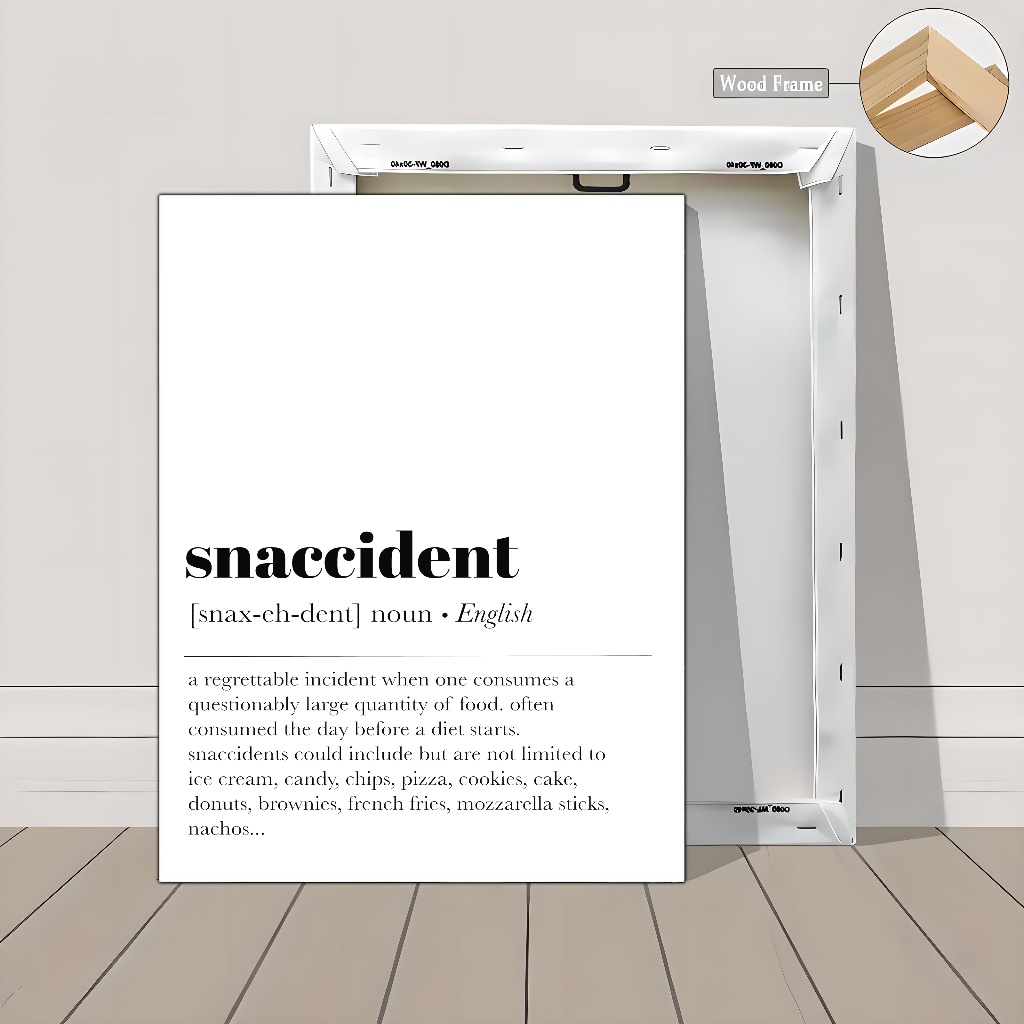 Wood Frame
snaccident
[snax-eh-dent] noun • English
a regrettable incident when one consumes a
questionably large quantity of food. often
consumed the day before a diet starts.
snaccidents could include but are not limited to
ice cream, candy, chips, pizza, cookies, cake,
donuts, brownies, french fries, mozzarella sticks,
nachos...